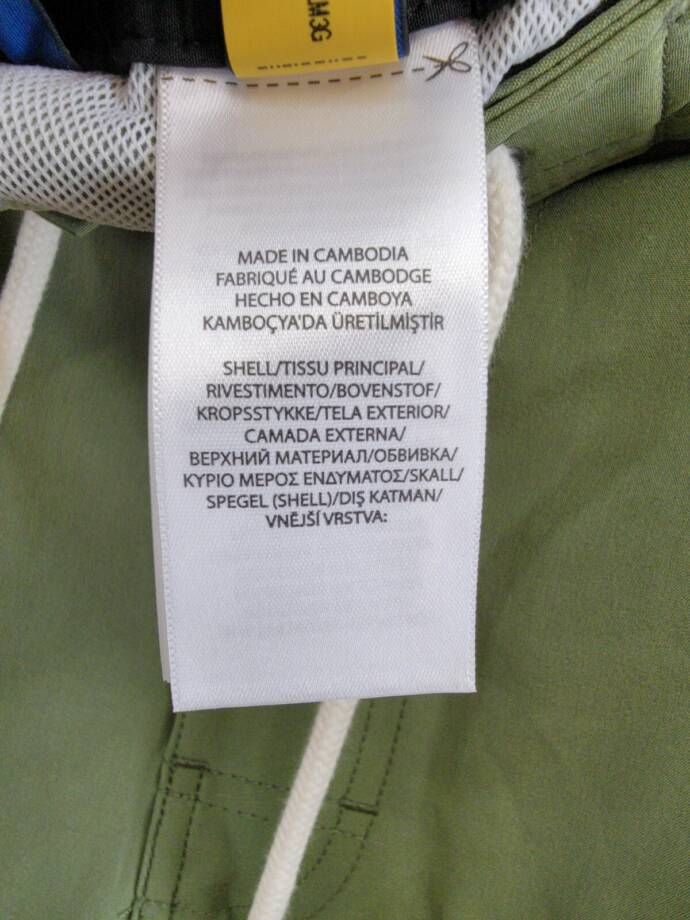 MADE IN CAMBODIA
FABRIQUÉ AU CAMBODGE
HECHO EN CAMBOYA
KAMBOÇYA'DA ÜRETİLMİŞTİR
SHELL/TISSU PRINCIPAL/
RIVESTIMENTO/BOVENSTOF/
KROPSSTYKKE/TELA EXTERIOR/
CAMADA EXTERNA/
ВЕРХНИЙ МАТЕРИАЛ/ОБВИВКА/
ΚΥΡΙΟ ΜΕΡΟΣ ΕΝΔΥΜΑΤΟΣ/SKALL/
SPEGEL (SHELL)/DIŞ KATMAN/
VNĚJŠÍ VRSTVA: